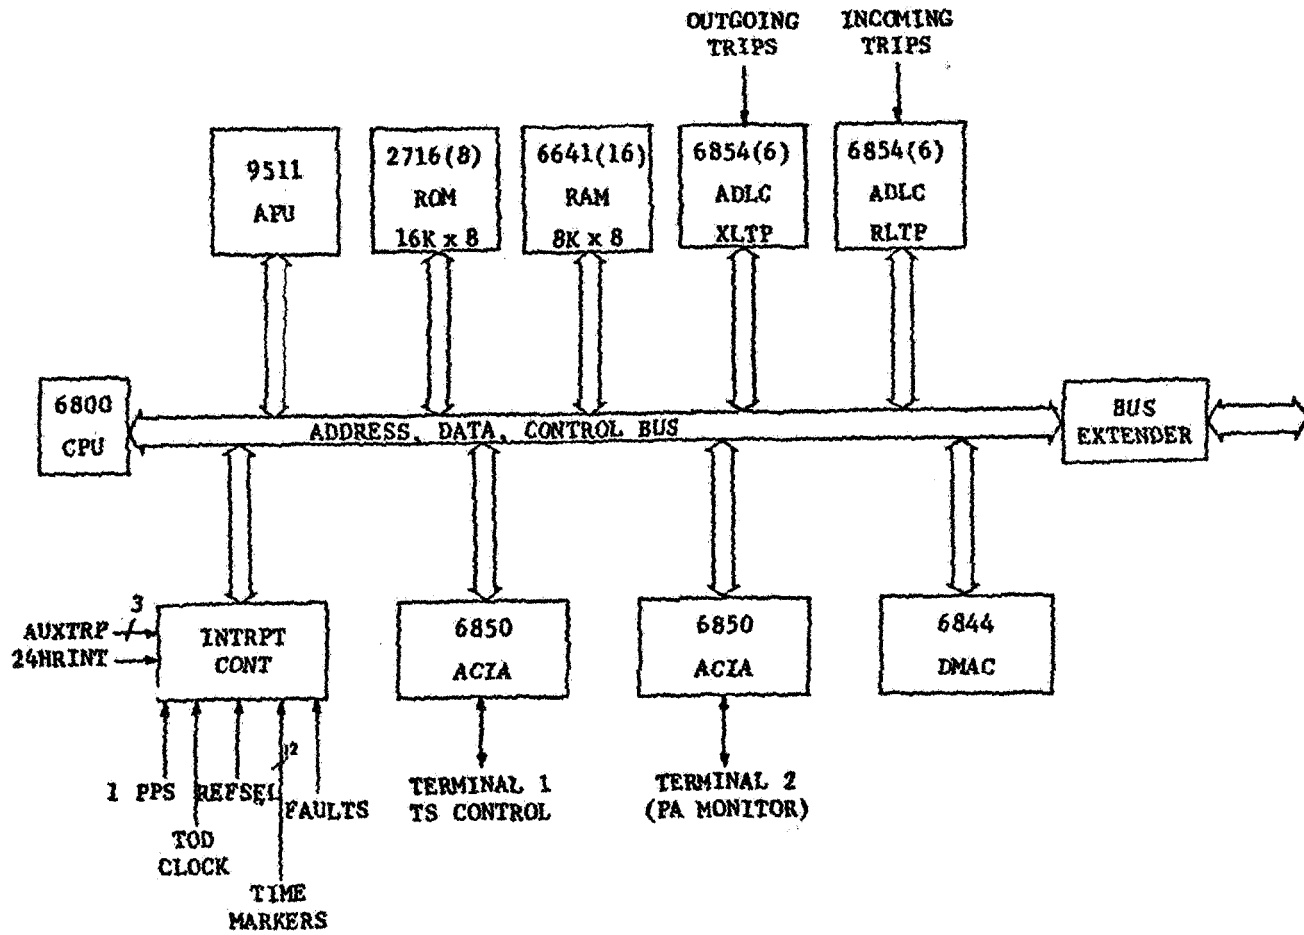 OUTGOING
TRIPS
INCOMING
TRIPS
9511
APU
2716(8)
ROM
16K x 8
6641(16)
RAM
8K x 8
6854(6)
ADLC
XLTP
6854(6)
ADLC
RLTP
6800
CPU
ADDRESS, DATA, CONTROL BUS
BUS
EXTENDER
3
AUXTRP
24HRINT
INTRPT
CONT
6850
ACIA
6850
ACIA
6844
DMAC
12
1 PPS
REFSEL
FAULTS
TOD
CLOCK
TIME
MARKERS
TERMINAL 1
TS CONTROL
TERMINAL 2
(PA MONITOR)